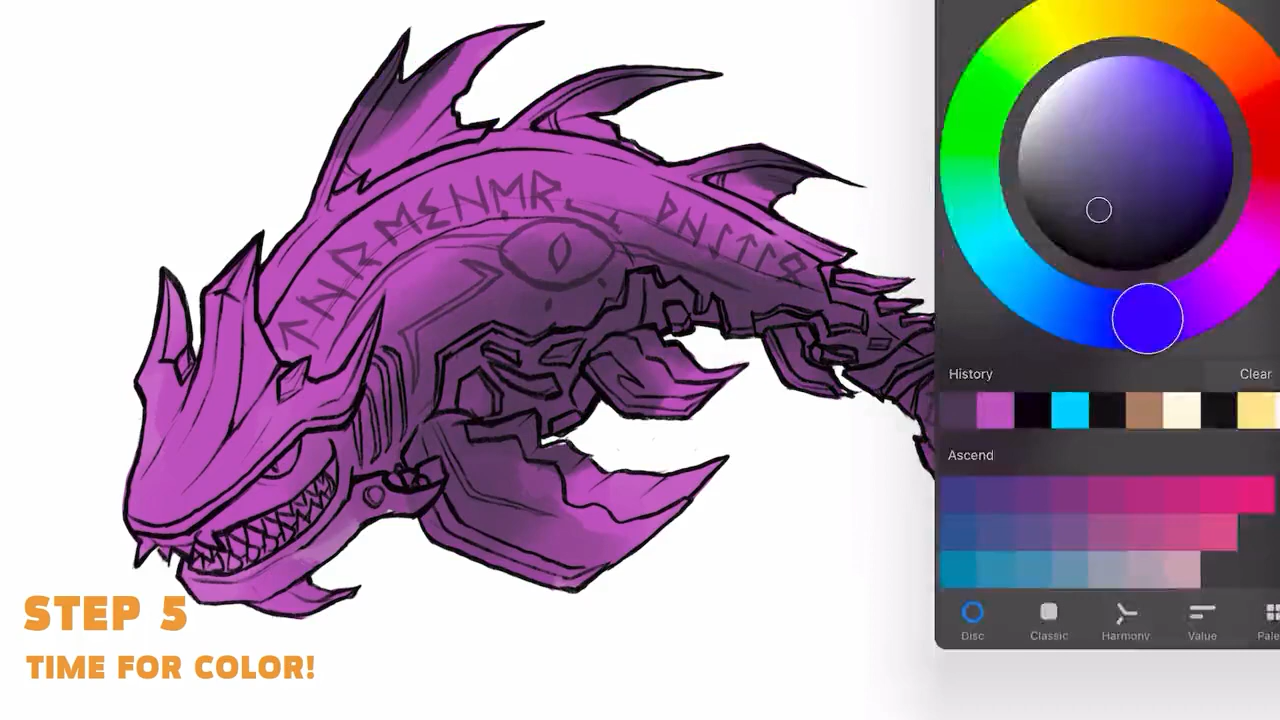 STEP 5
TIME FOR COLOR!
History Clear
Ascend
Disc Classic Harmony Value